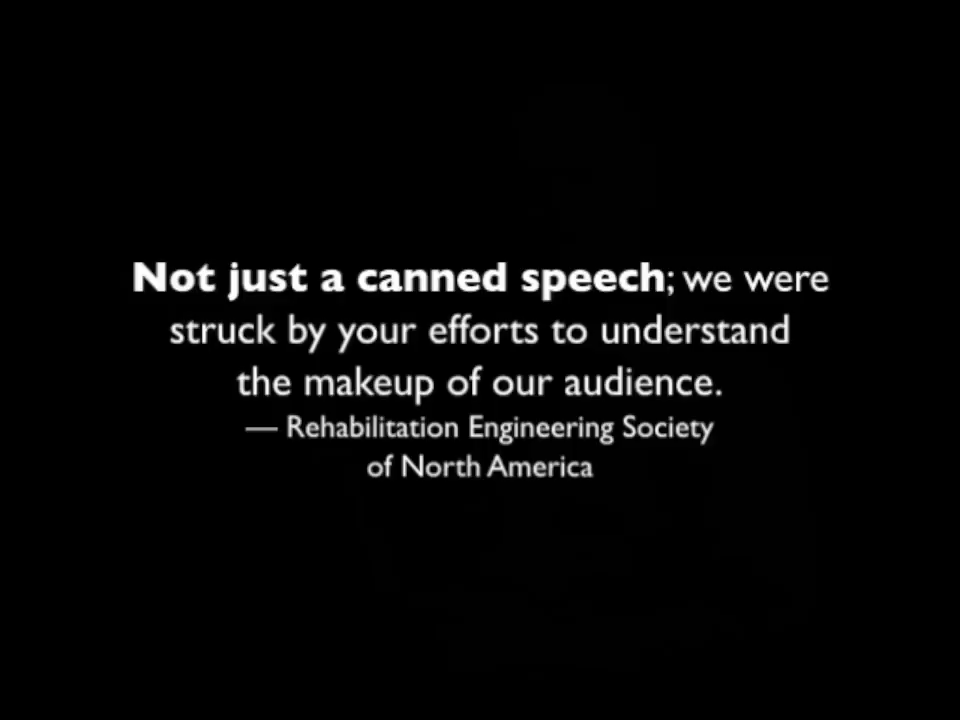 Not just a canned speech; we were
struck by your efforts to understand
the makeup of our audience.
— Rehabilitation Engineering Society
of North America